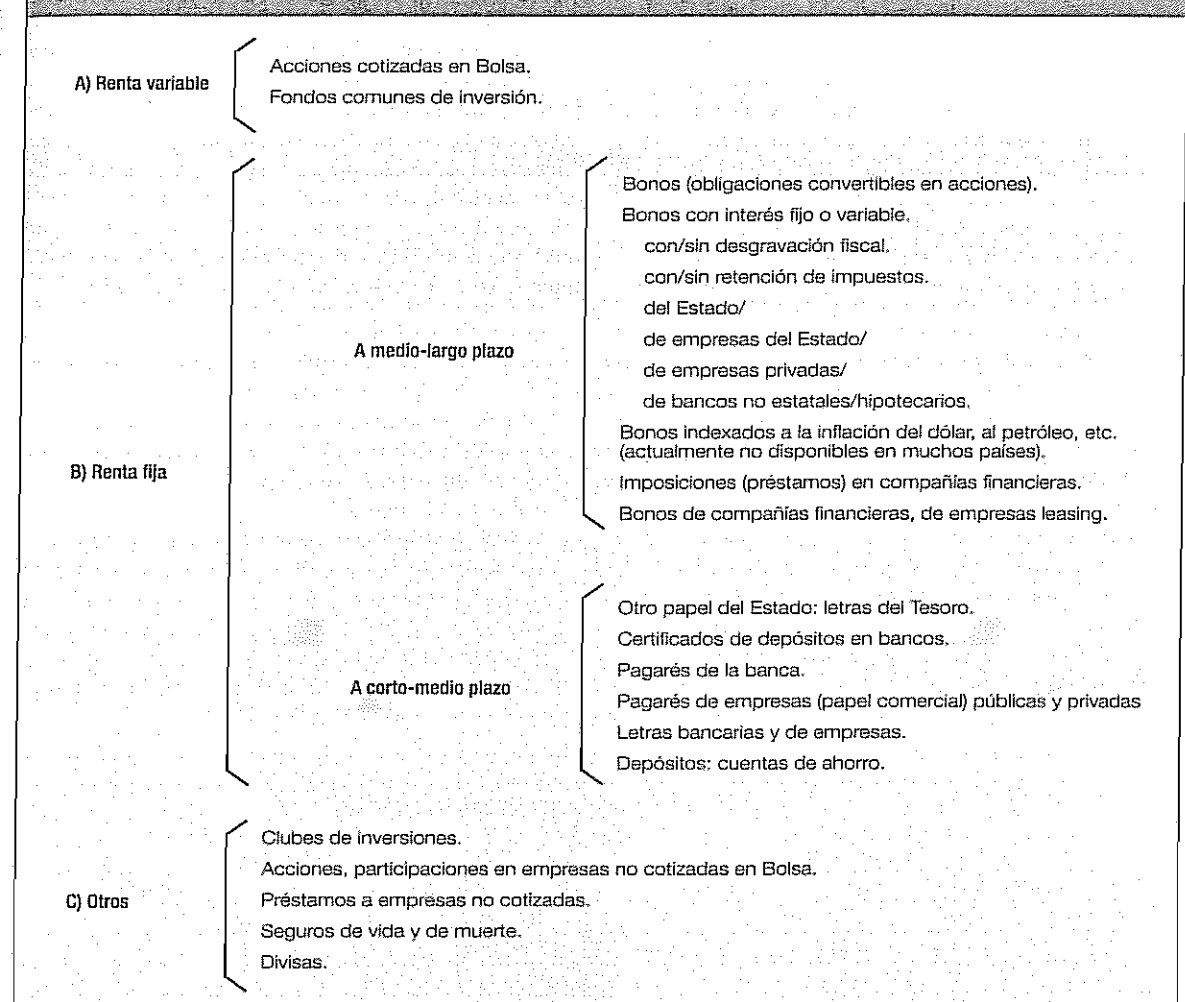 A) Renta variable
Acciones cotizadas en Bolsa.
Fondos comunes de inversión.
B) Renta fija
A medio-largo plazo
Bonos (obligaciones convertibles en acciones).
Bonos con interés fijo o variable,
con/sin desgravación fiscal,
con/sin retención de impuestos.
del Estado/
de empresas del Estado/
de empresas privadas/
de bancos no estatales/hipotecarios.
Bonos indexados a la inflación del dólar, al petróleo, etc.
(actualmente no disponibles en muchos países).
Imposiciones (préstamos) en compañías financieras.
Bonos de compañías financieras, de empresas leasing.
A corto-medio plazo
Otro papel del Estado: letras del Tesoro.
Certificados de depósitos en bancos.
Pagarés de la banca.
Pagarés de empresas (papel comercial) públicas y privadas
Letras bancarias y de empresas.
Depósitos: cuentas de ahorro.
C) Otros
Clubes de inversiones.
Acciones, participaciones en empresas no cotizadas en Bolsa.
Préstamos a empresas no cotizadas.
Seguros de vida y de muerte.
Divisas.